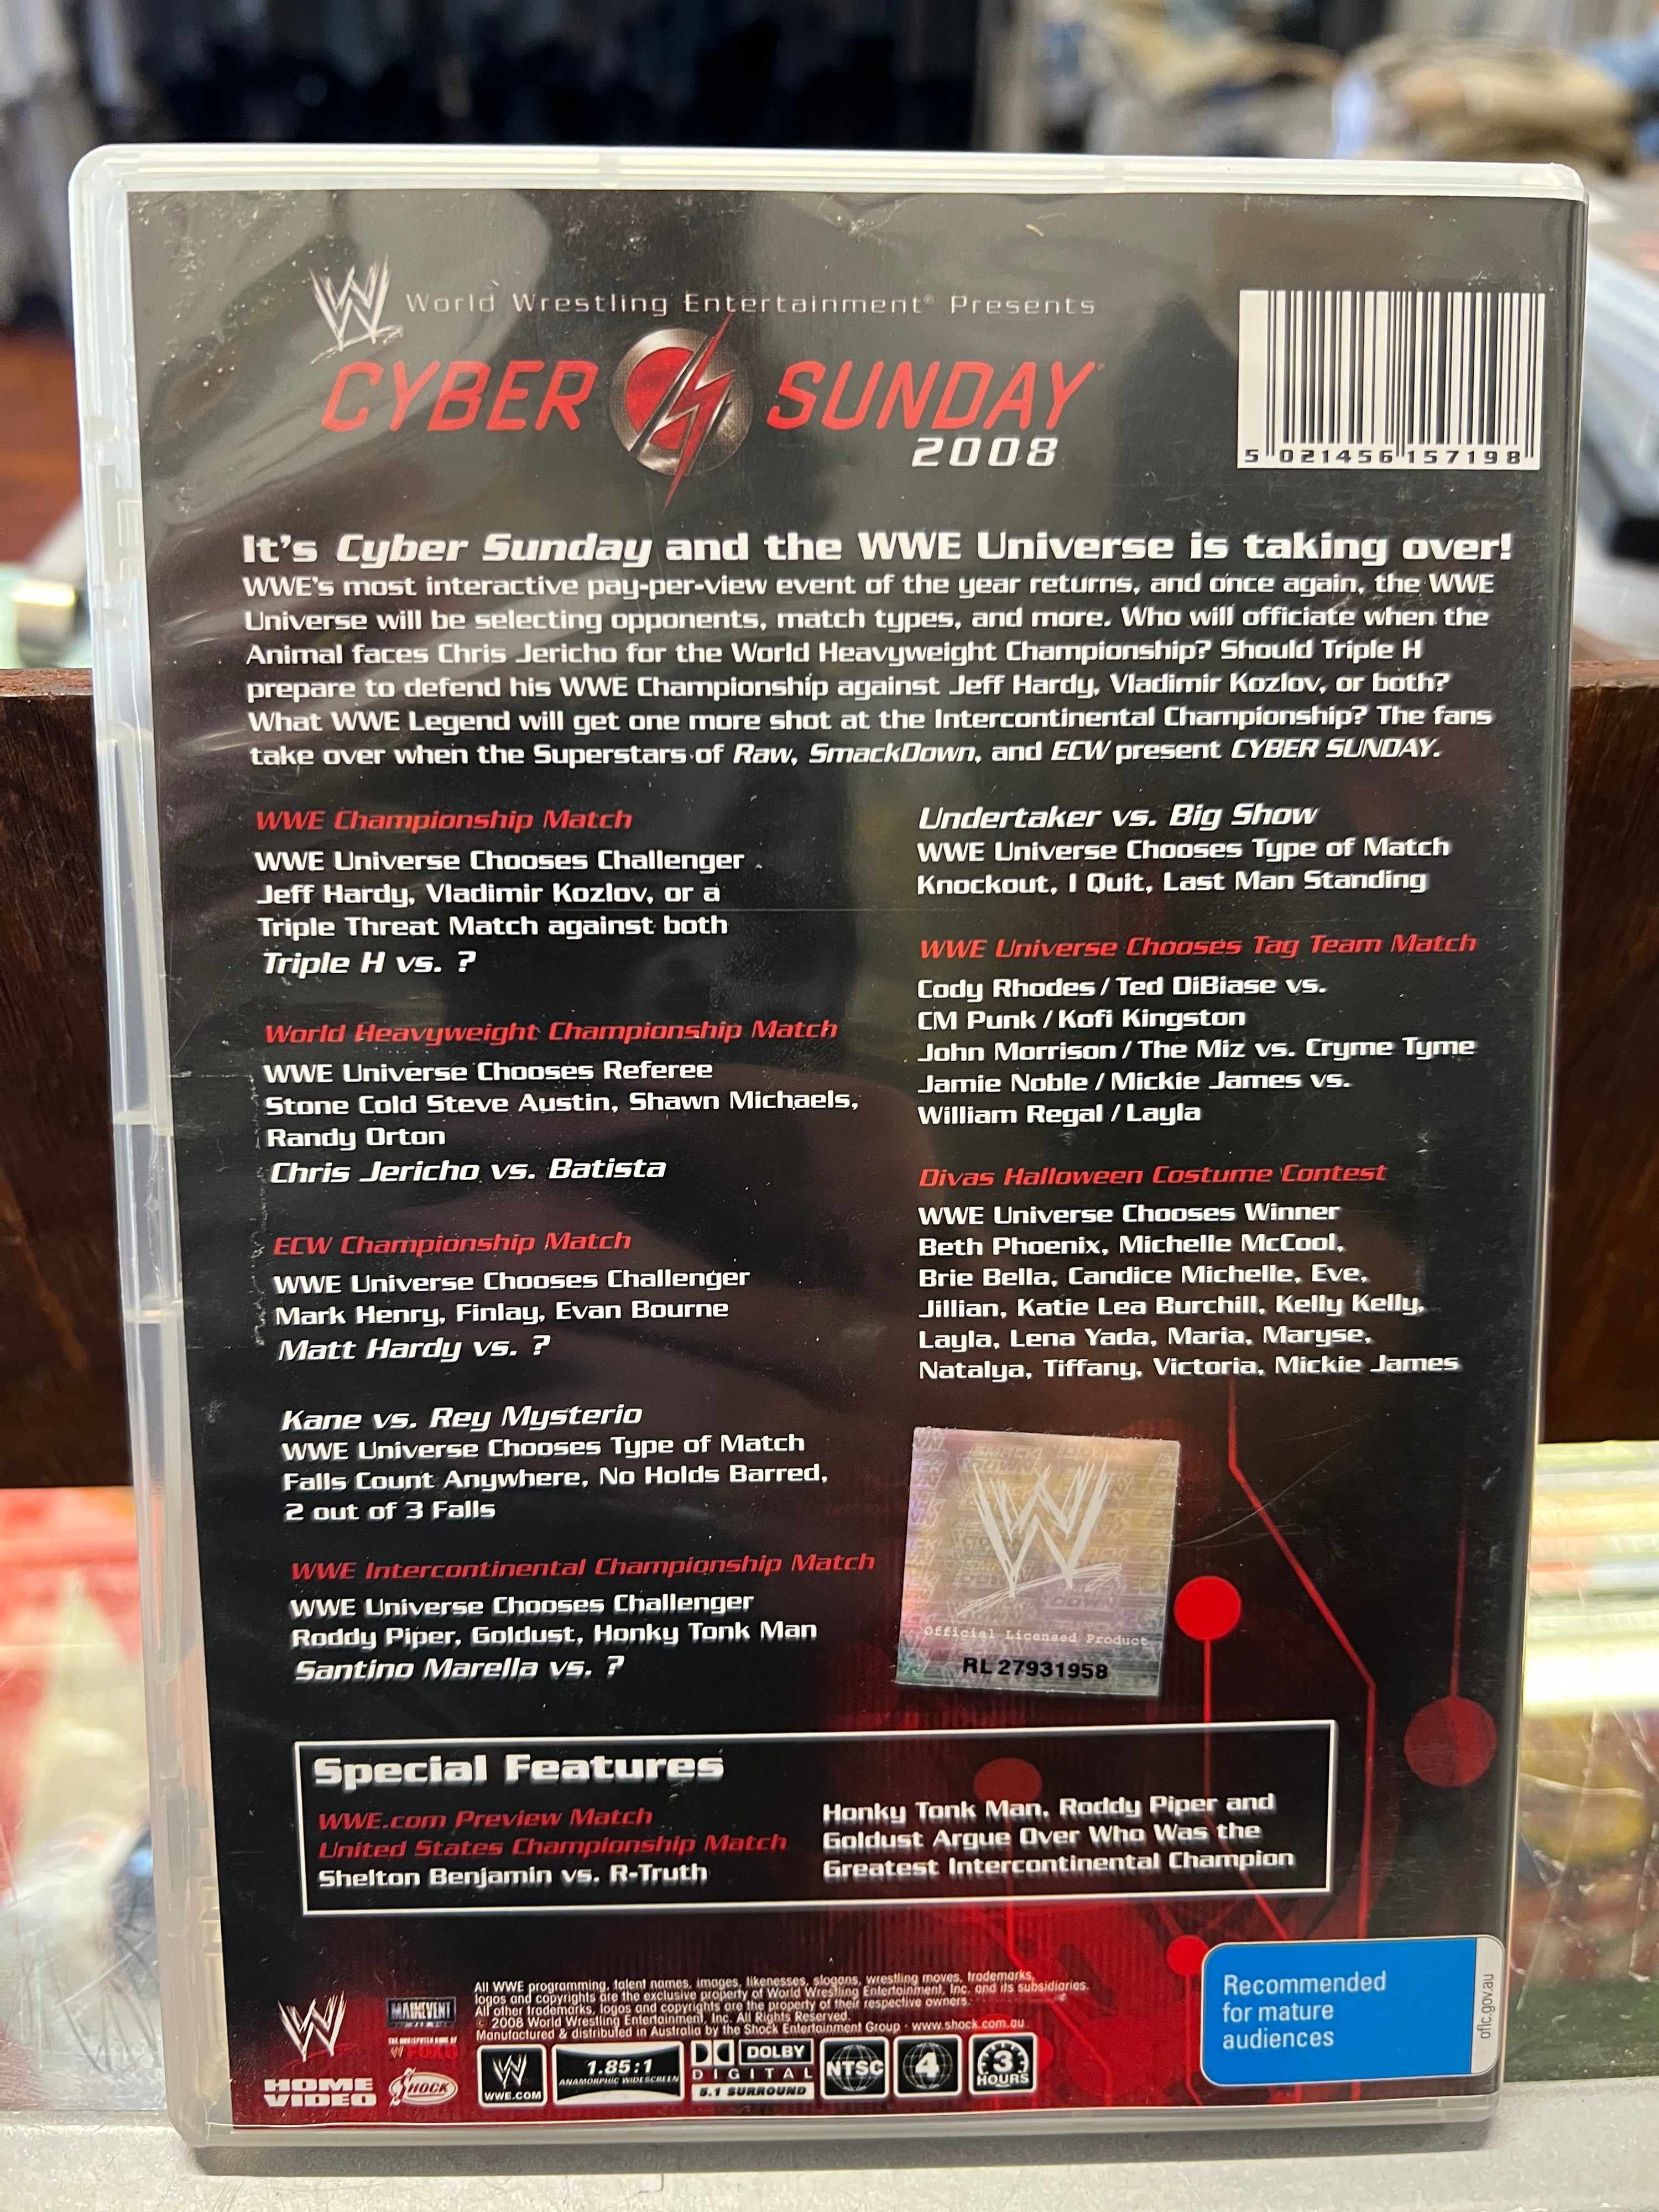 World Wrestling Entertainment® Presents
CYBER SUNDAY
2008
5 021456 157198
It's Cyber Sunday and the WWE Universe is taking over!
WWE's most interactive pay-per-view event of the year returns, and once again, the WWE
Universe will be selecting opponents, match types, and more. Who will officiate when the
Animal faces Chris Jericho for the World Heavyweight Championship? Should Triple H
prepare to defend his WWE Championship against Jeff Hardy, Vladimir Kozlov, or both?
What WWE Legend will get one more shot at the Intercontinental Championship? The fans
take over when the Superstars of Raw, SmackDown, and ECW present CYBER SUNDAY.
WWE Championship Match
WWE Universe Chooses Challenger
Jeff Hardy, Vladimir Kozlov, or a
Triple Threat Match against both
Triple H vs. ?
World Heavyweight Championship Match
WWE Universe Chooses Referee
Stone Cold Steve Austin, Shawn Michaels,
Randy Orton
Chris Jericho vs. Batista
ECW Championship Match
WWE Universe Chooses Challenger
Mark Henry, Finlay, Evan Bourne
Matt Hardy vs. ?
Kane vs. Rey Mysterio
WWE Universe Chooses Type of Match
Falls Count Anywhere, No Holds Barred,
2 out of 3 Falls
WWE Intercontinental Championship Match
WWE Universe Chooses Challenger
Roddy Piper, Goldust, Honky Tonk Man
Santino Marella vs. ?
Undertaker vs. Big Show
WWE Universe Chooses Type of Match
Knockout, I Quit, Last Man Standing
WWE Universe Chooses Tag Team Match
Cody Rhodes / Ted DiBiase vs.
CM Punk / Kofi Kingston
John Morrison / The Miz vs. Cryme Tyme
Jamie Noble / Mickie James vs.
William Regal / Layla
Divas Halloween Costume Contest
WWE Universe Chooses Winner
Beth Phoenix, Michelle McCool,
Brie Bella, Candice Michelle, Eve,
Jillian, Katie Lea Burchill, Kelly Kelly,
Layla, Lena Yada, Maria, Maryse,
Natalya, Tiffany, Victoria, Mickie James
Official Licensed Product
RL 27931958
Special Features
WWE.com Preview Match
United States Championship Match
Shelton Benjamin vs. R-Truth
Honky Tonk Man, Roddy Piper and
Goldust Argue Over Who Was the
Greatest Intercontinental Champion
All WWE programming, talent names, images, likenesses, slogans, wrestling moves, trademarks,
logos and copyrights are the exclusive property of World Wrestling Entertainment, Inc. and its subsidiaries.
All other trademarks, logos and copyrights are the property of their respective owners.
© 2008 World Wrestling Entertainment, Inc. All Rights Reserved.
Manufactured & distributed in Australia by the Shock Entertainment Group · www.shock.com.au
HOME
VIDEO
MAINEVENT
SHOCK
WWE.COM
1.85:1
ANAMORPHIC WIDESCREEN
DOLBY
DIGITAL
5.1 SURROUND
NTSC
4
3
HOURS
Recommended
for mature
audiences
oflc.gov.au